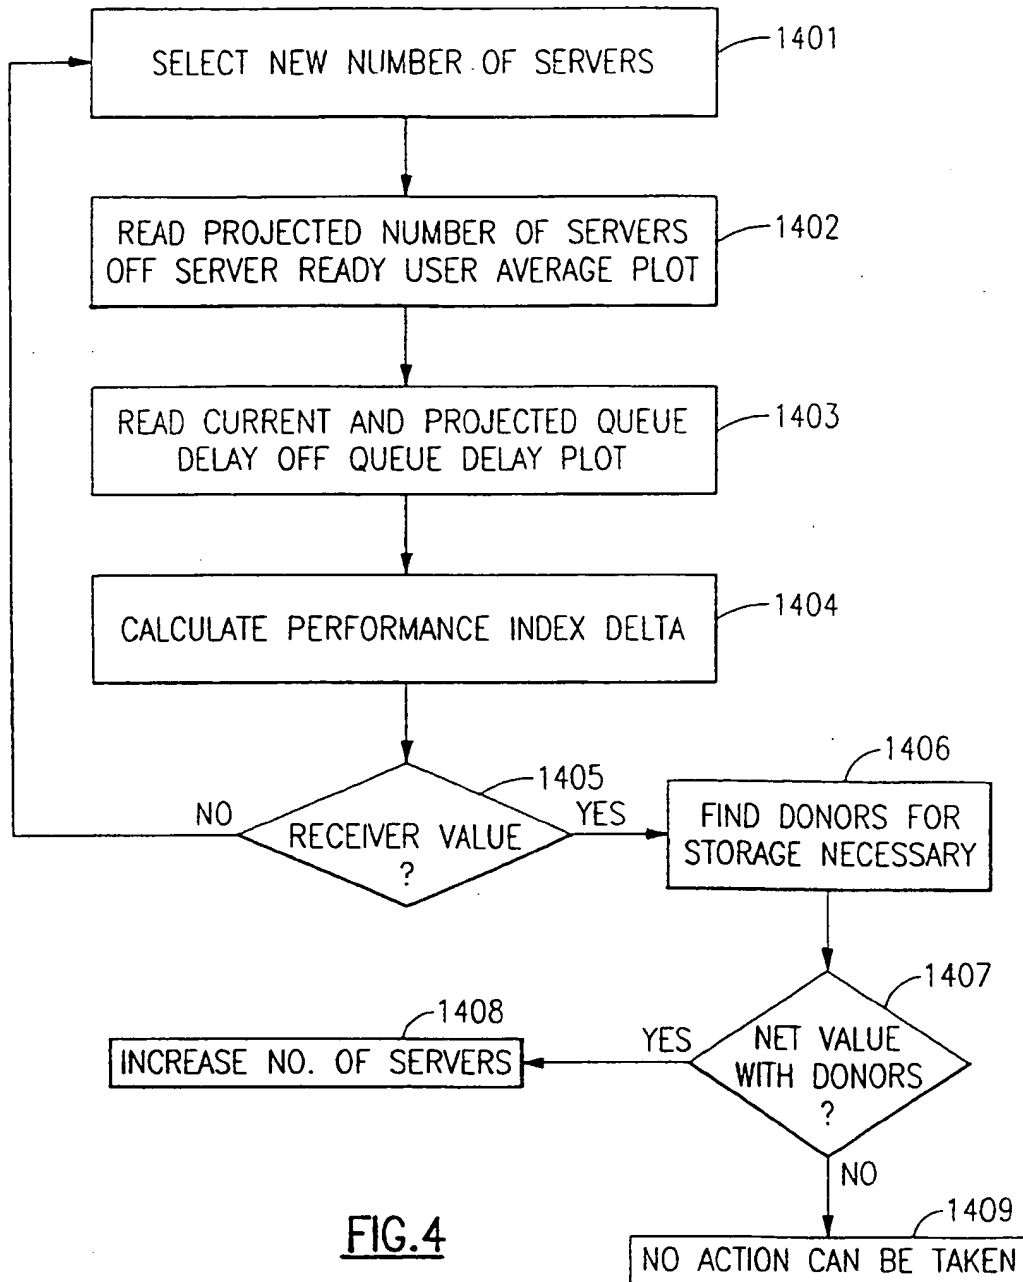 SELECT NEW NUMBER OF SERVERS
1401
READ PROJECTED NUMBER OF SERVERS
OFF SERVER READY USER AVERAGE PLOT
1402
READ CURRENT AND PROJECTED QUEUE
DELAY OFF QUEUE DELAY PLOT
1403
CALCULATE PERFORMANCE INDEX DELTA
1404
1405
NO
RECEIVER VALUE
?
YES
1406
FIND DONORS FOR
STORAGE NECESSARY
1407
NET VALUE
WITH DONORS
?
YES
1408
INCREASE NO. OF SERVERS
NO
1409
NO ACTION CAN BE TAKEN
FIG.4